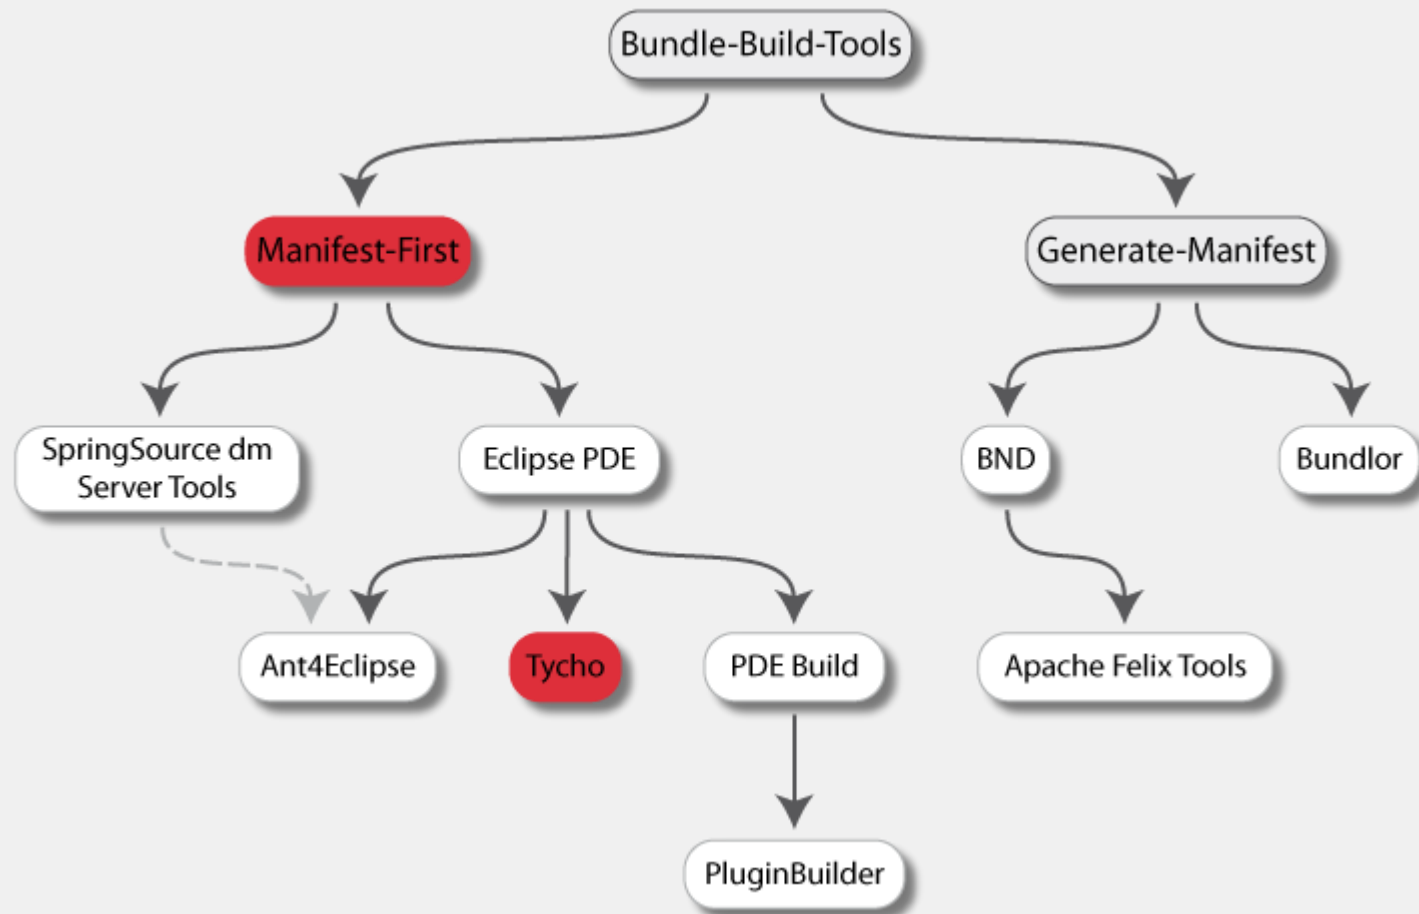 Bundle-Build-Tools
Manifest-First
Generate-Manifest
SpringSource dm
Server Tools
Eclipse PDE
BND
Bundlor
Ant4Eclipse
Tycho
PDE Build
Apache Felix Tools
PluginBuilder